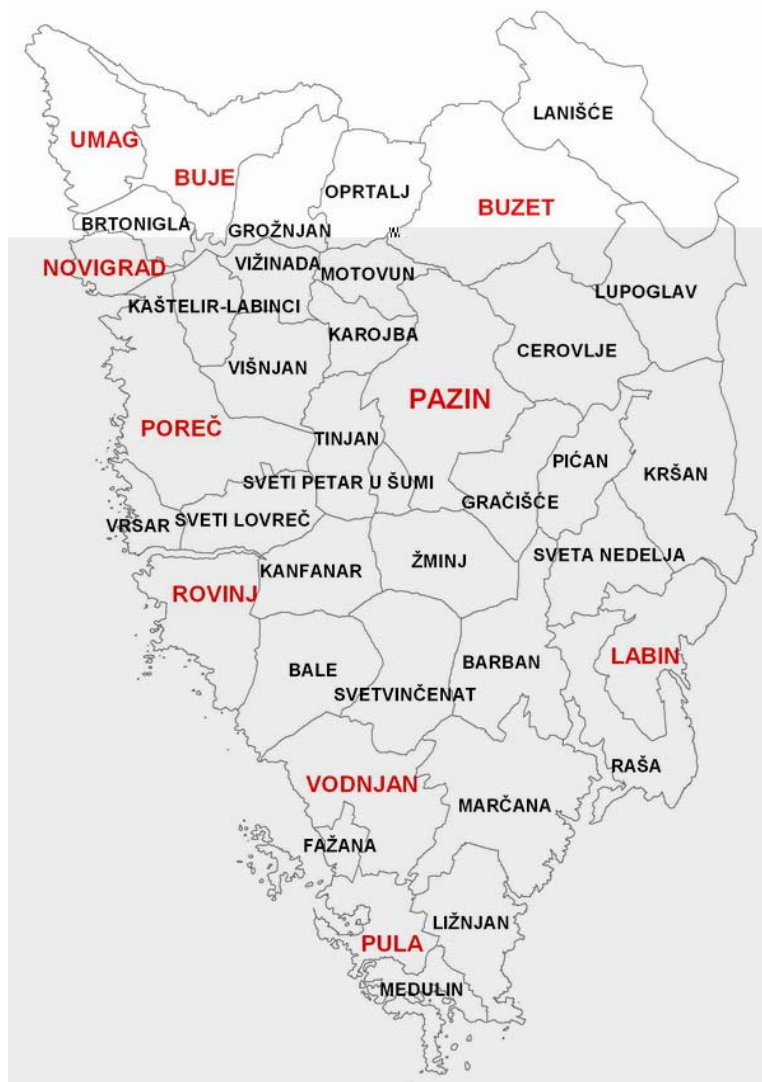 LANIŠĆE
UMAG
BUJE
OPRTALJ
BUZET
BRTONIGLA
GROŽNJAN
NOVIGRAD
VIŽINADA
MOTOVUN
LUPOGLAV
KAŠTELIR-LABINCI
KAROJBA
CEROVLJE
VIŠNJAN
PAZIN
POREČ
TINJAN
PIĆAN
KRŠAN
SVETI PETAR U ŠUMI
GRAČIŠĆE
VRSAR
SVETI LOVREČ
SVETA NEDELJA
KANFANAR
ŽMINJ
ROVINJ
BALE
BARBAN
LABIN
SVETVINČENAT
RAŠA
VODNJAN
MARČANA
FAŽANA
LIŽNJAN
PULA
MEDULIN